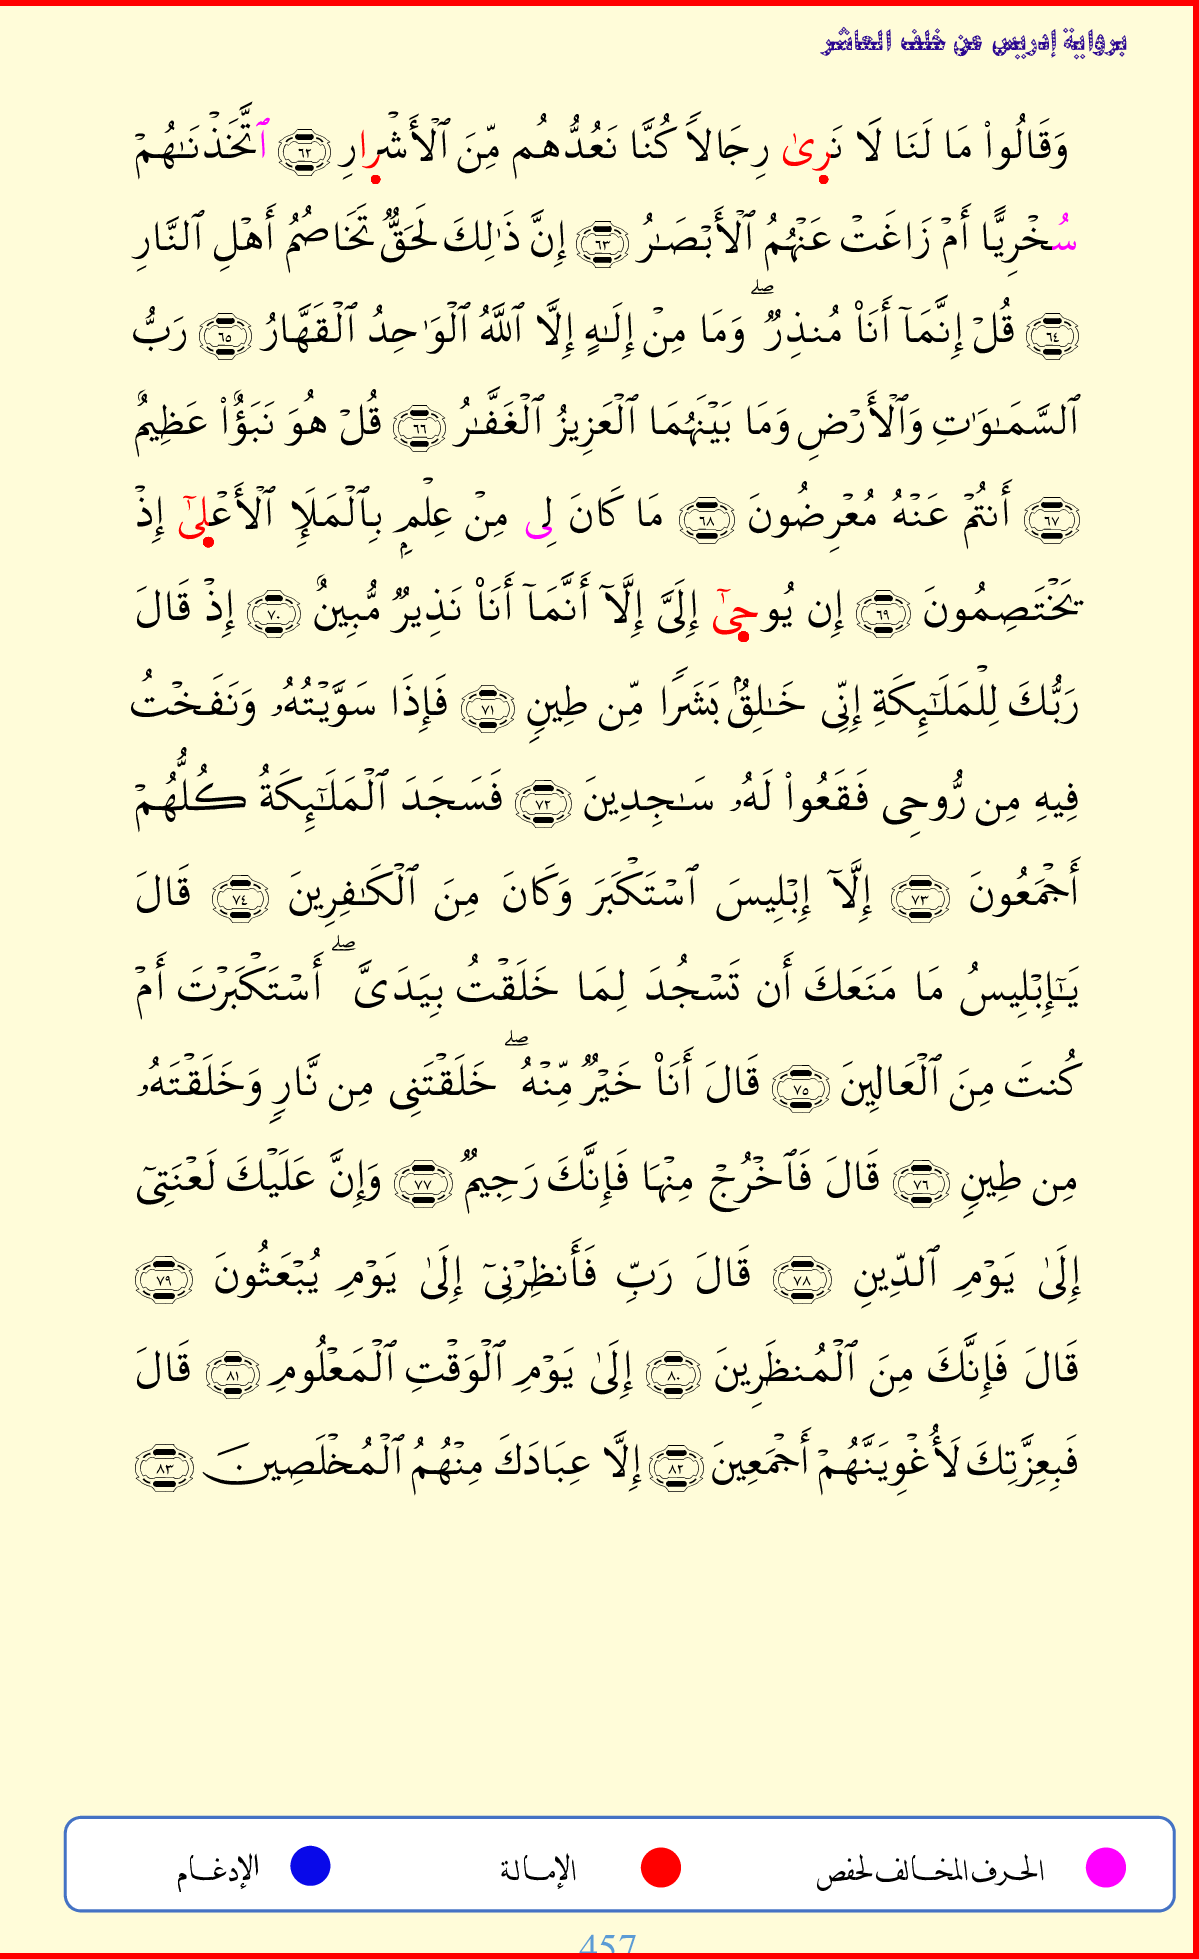 برواية إدريس عن خلف العاشر
وَقَالُوا۟ مَا لَنَا لَا نَرِىٰ رِجَالًا كُنَّا نَعُدُّهُم مِّنَ ٱلْأَشْرِارِ ٦٢ ٱتَّخَذْنَـٰهُمْ
سُخْرِيًّا أَمْ زَاغَتْ عَنْهُمُ ٱلْأَبْصَـٰرُ ٦٣ إِنَّ ذَٰلِكَ لَحَقٌّ تَخَاصُمُ أَهْلِ ٱلنَّارِ
٦٤ قُلْ إِنَّمَآ أَنَا۠ مُنذِرٌ ۖ وَمَا مِنْ إِلَـٰهٍ إِلَّا ٱللَّهُ ٱلْوَٰحِدُ ٱلْقَهَّارُ ٦٥ رَبُّ
ٱلسَّمَـٰوَٰتِ وَٱلْأَرْضِ وَمَا بَيْنَهُمَا ٱلْعَزِيزُ ٱلْغَفَّـٰرُ ٦٦ قُلْ هُوَ نَبَؤٌا۟ عَظِيمٌ
٦٧ أَنتُمْ عَنْهُ مُعْرِضُونَ ٦٨ مَا كَانَ لِى مِنْ عِلْمٍۭ بِٱلْمَلَإِ ٱلْأَعْلِىٰٓ إِذْ
يَخْتَصِمُونَ ٦٩ إِن يُوحِىٰٓ إِلَىَّ إِلَّآ أَنَّمَآ أَنَا۠ نَذِيرٌ مُّبِينٌ ٧٠ إِذْ قَالَ
رَبُّكَ لِلْمَلَـٰٓئِكَةِ إِنِّى خَـٰلِقٌۢ بَشَرًا مِّن طِينٍ ٧١ فَإِذَا سَوَّيْتُهُۥ وَنَفَخْتُ
فِيهِ مِن رُّوحِى فَقَعُوا۟ لَهُۥ سَـٰجِدِينَ ٧٢ فَسَجَدَ ٱلْمَلَـٰٓئِكَةُ كُلُّهُمْ
أَجْمَعُونَ ٧٣ إِلَّآ إِبْلِيسَ ٱسْتَكْبَرَ وَكَانَ مِنَ ٱلْكَـٰفِرِينَ ٧٤ قَالَ
يَـٰٓإِبْلِيسُ مَا مَنَعَكَ أَن تَسْجُدَ لِمَا خَلَقْتُ بِيَدَىَّ ۖ أَسْتَكْبَرْتَ أَمْ
كُنتَ مِنَ ٱلْعَالِينَ ٧٥ قَالَ أَنَا۠ خَيْرٌ مِّنْهُ ۖ خَلَقْتَنِى مِن نَّارٍ وَخَلَقْتَهُۥ
مِن طِينٍ ٧٦ قَالَ فَٱخْرُجْ مِنْهَا فَإِنَّكَ رَجِيمٌ ٧٧ وَإِنَّ عَلَيْكَ لَعْنَتِىٓ
إِلَىٰ يَوْمِ ٱلدِّينِ ٧٨ قَالَ رَبِّ فَأَنظِرْنِىٓ إِلَىٰ يَوْمِ يُبْعَثُونَ ٧٩
قَالَ فَإِنَّكَ مِنَ ٱلْمُنظَرِينَ ٨٠ إِلَىٰ يَوْمِ ٱلْوَقْتِ ٱلْمَعْلُومِ ٨١ قَالَ
فَبِعِزَّتِكَ لَأُغْوِيَنَّهُمْ أَجْمَعِينَ ٨٢ إِلَّا عِبَادَكَ مِنْهُمُ ٱلْمُخْلَصِينَ ٨٣
الحرف المخالف لحفص الإمالة الإدغام
457